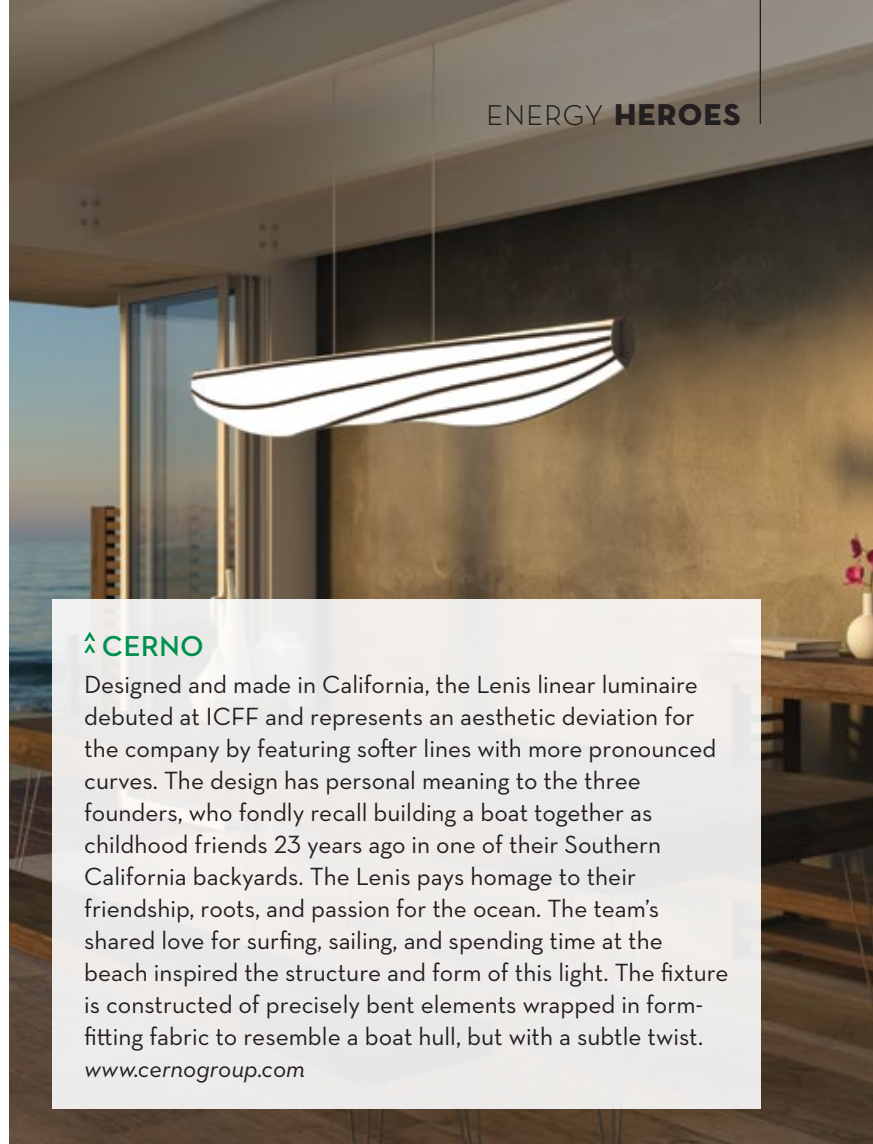 ENERGY HEROES
CERNO
Designed and made in California, the Lenis linear luminaire
debuted at ICFF and represents an aesthetic deviation for
the company by featuring softer lines with more pronounced
curves. The design has personal meaning to the three
founders, who fondly recall building a boat together as
childhood friends 23 years ago in one of their Southern
California backyards. The Lenis pays homage to their
friendship, roots, and passion for the ocean. The team’s
shared love for surfing, sailing, and spending time at the
beach inspired the structure and form of this light. The fixture
is constructed of precisely bent elements wrapped in form-
fitting fabric to resemble a boat hull, but with a subtle twist.
www.cernogroup.com